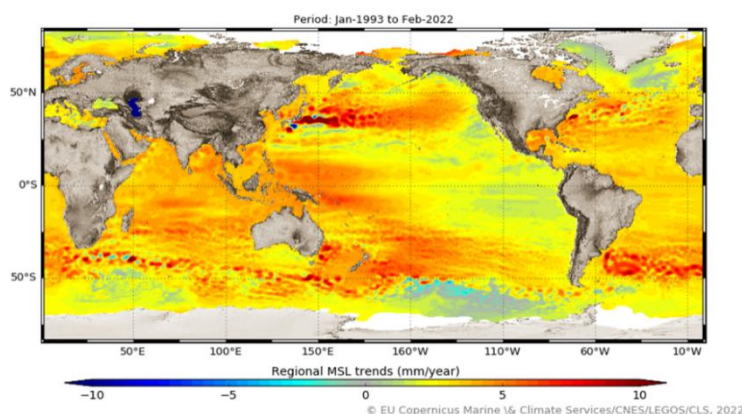 Period: Jan-1993 to Feb-2022
50°N
0°S
50°S
50°E 100°E 150°E 160°W 110°W 60°W 10°W
Regional MSL trends (mm/year)
−10 −5 0 5 10
© EU Copernicus Marine \& Climate Services/CNES/LEGOS/CLS, 2022